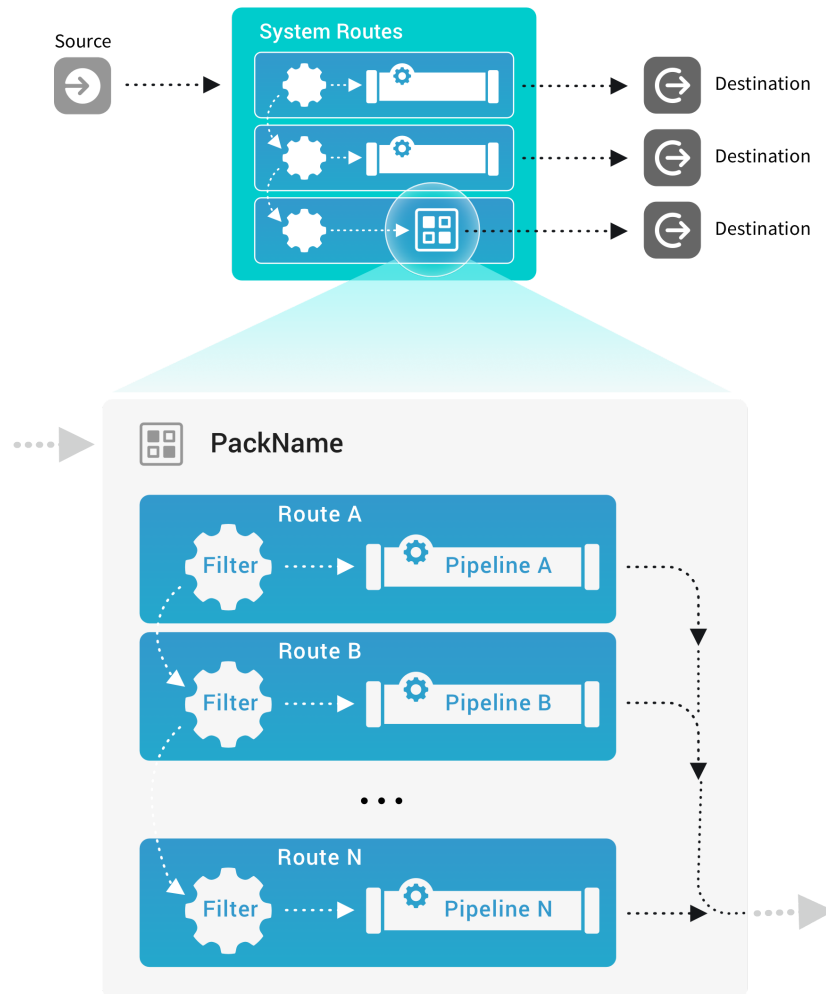 Source
System Routes
Destination
Destination
Destination
PackName
Route A
Filter
Pipeline A
Route B
Filter
Pipeline B
...
Route N
Filter
Pipeline N